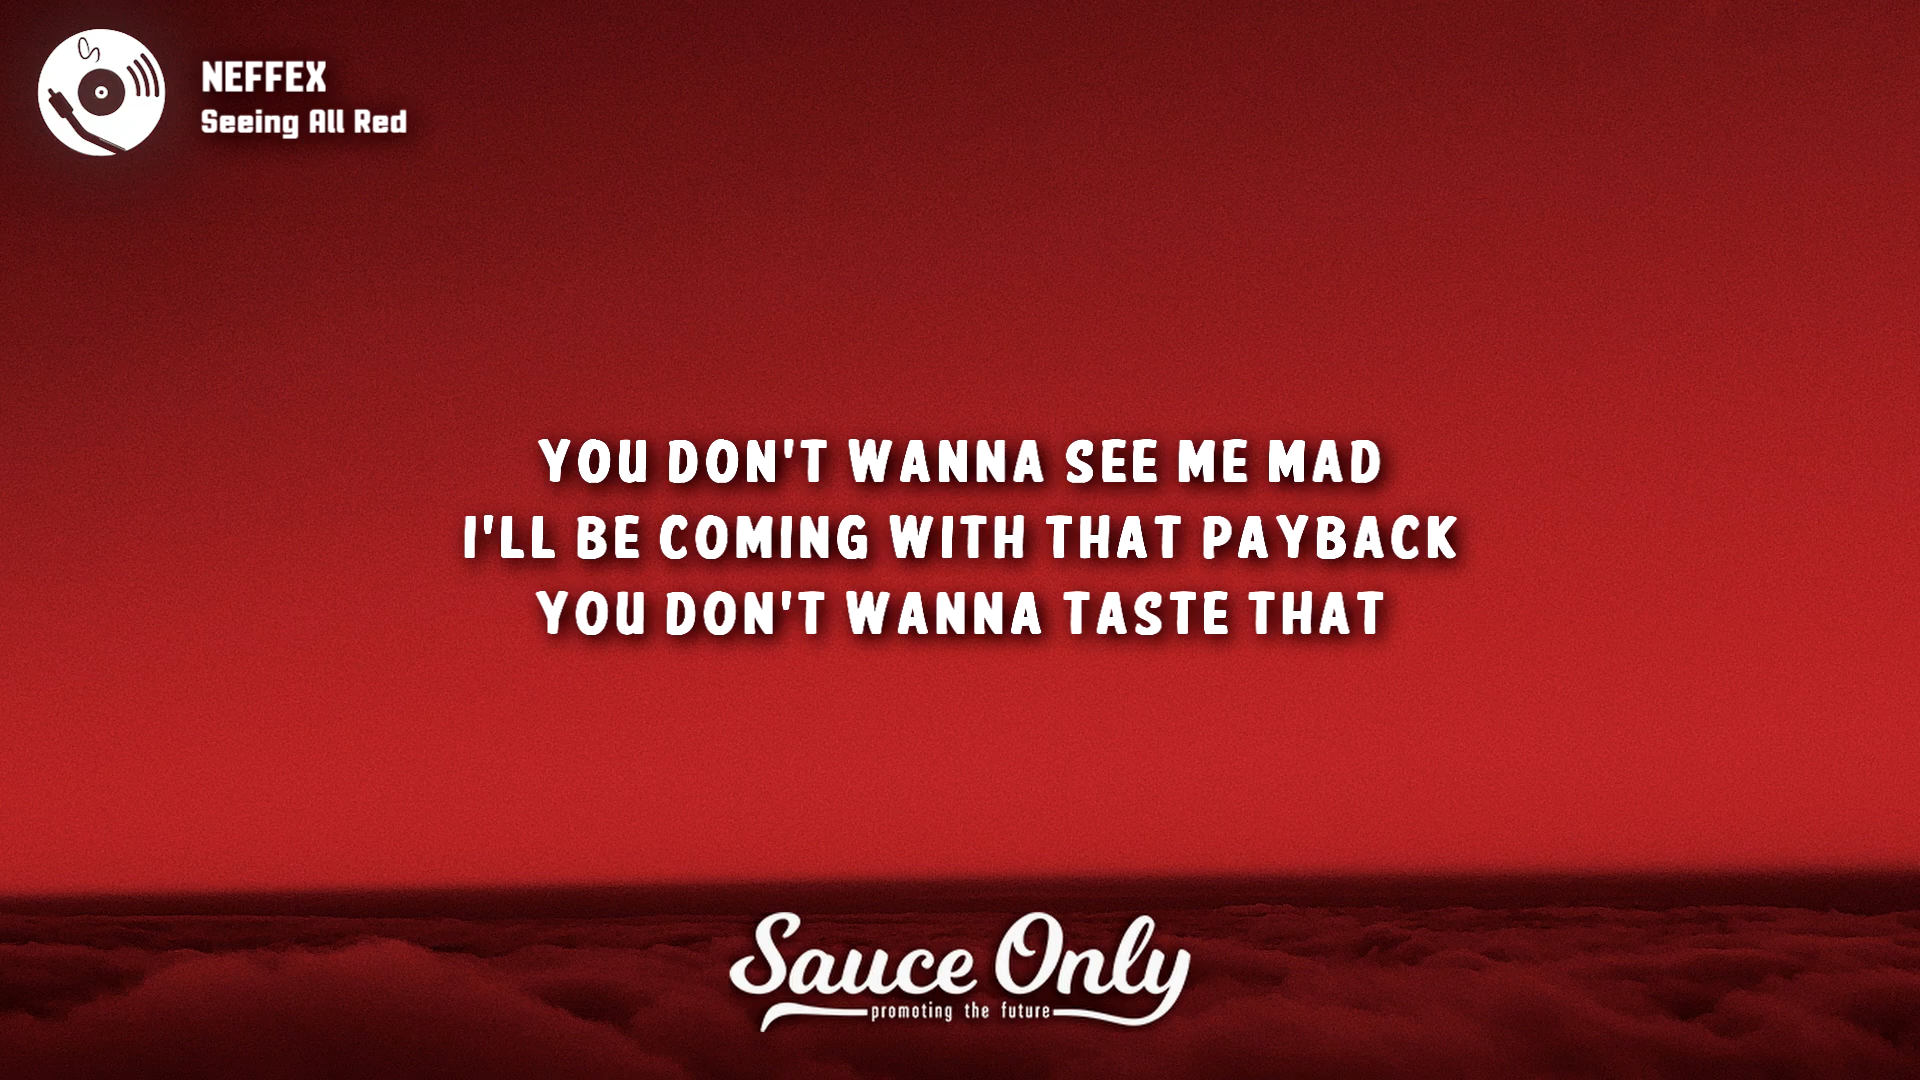 NEFFEX
Seeing All Red
YOU DON'T WANNA SEE ME MAD
I'LL BE COMING WITH THAT PAYBACK
YOU DON'T WANNA TASTE THAT
Sauce Only
promoting the future